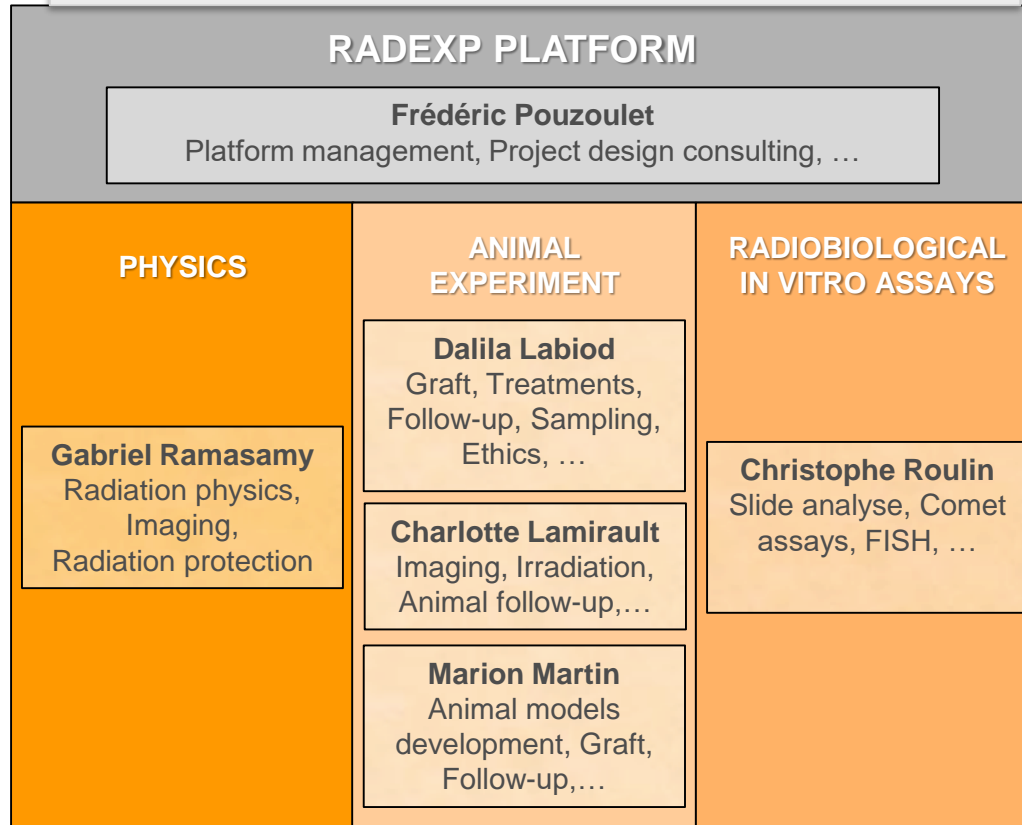 RADEXP PLATFORM
Frédéric Pouzoulet
Platform management, Project design consulting, …
PHYSICS
Gabriel Ramasamy
Radiation physics,
Imaging,
Radiation protection
ANIMAL
EXPERIMENT
Dalila Labiod
Graft, Treatments,
Follow-up, Sampling,
Ethics, …
Charlotte Lamirault
Imaging, Irradiation,
Animal follow-up,…
Marion Martin
Animal models
development, Graft,
Follow-up,…
RADIOBIOLOGICAL
IN VITRO ASSAYS
Christophe Roulin
Slide analyse, Comet
assays, FISH, …